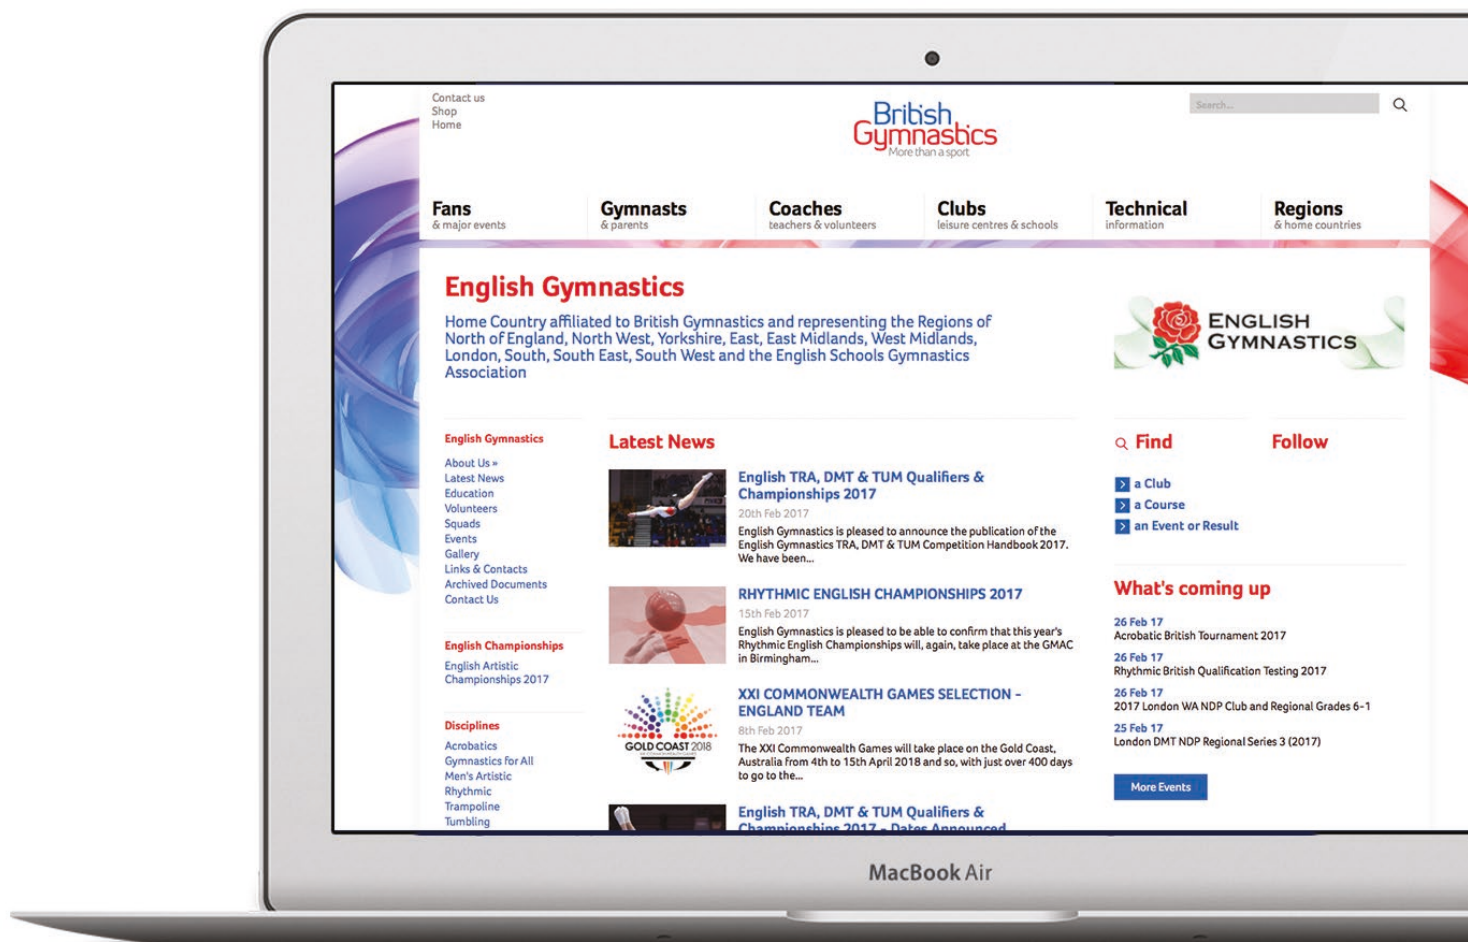 Contact us
Shop
Home
British
Gymnastics
More than a sport
Search...
Fans
& major events
Gymnasts
& parents
Coaches
teachers & volunteers
Clubs
leisure centres & schools
Technical
information
Regions
& home countries
English Gymnastics
Home Country affiliated to British Gymnastics and representing the Regions of
North of England, North West, Yorkshire, East, East Midlands, West Midlands,
London, South, South East, South West and the English Schools Gymnastics
Association
ENGLISH
GYMNASTICS
English Gymnastics
About Us »
Latest News
Education
Volunteers
Squads
Events
Gallery
Links & Contacts
Archived Documents
Contact Us
English Championships
English Artistic
Championships 2017
Disciplines
Acrobatics
Gymnastics for All
Men's Artistic
Rhythmic
Trampoline
Tumbling
Latest News
English TRA, DMT & TUM Qualifiers &
Championships 2017
20th Feb 2017
English Gymnastics is pleased to announce the publication of the
English Gymnastics TRA, DMT & TUM Competition Handbook 2017.
We have been...
RHYTHMIC ENGLISH CHAMPIONSHIPS 2017
15th Feb 2017
English Gymnastics is pleased to be able to confirm that this year's
Rhythmic English Championships will, again, take place at the GMAC
in Birmingham...
GOLD COAST 2018
XXI COMMONWEALTH GAMES SELECTION -
ENGLAND TEAM
8th Feb 2017
The XXI Commonwealth Games will take place on the Gold Coast,
Australia from 4th to 15th April 2018 and so, with just over 400 days
to go to the...
English TRA, DMT & TUM Qualifiers &
Championships 2017 - Dates Announced
Find
a Club
a Course
an Event or Result
Follow
What's coming up
26 Feb 17
Acrobatic British Tournament 2017
26 Feb 17
Rhythmic British Qualification Testing 2017
26 Feb 17
2017 London WA NDP Club and Regional Grades 6-1
25 Feb 17
London DMT NDP Regional Series 3 (2017)
More Events
MacBook Air